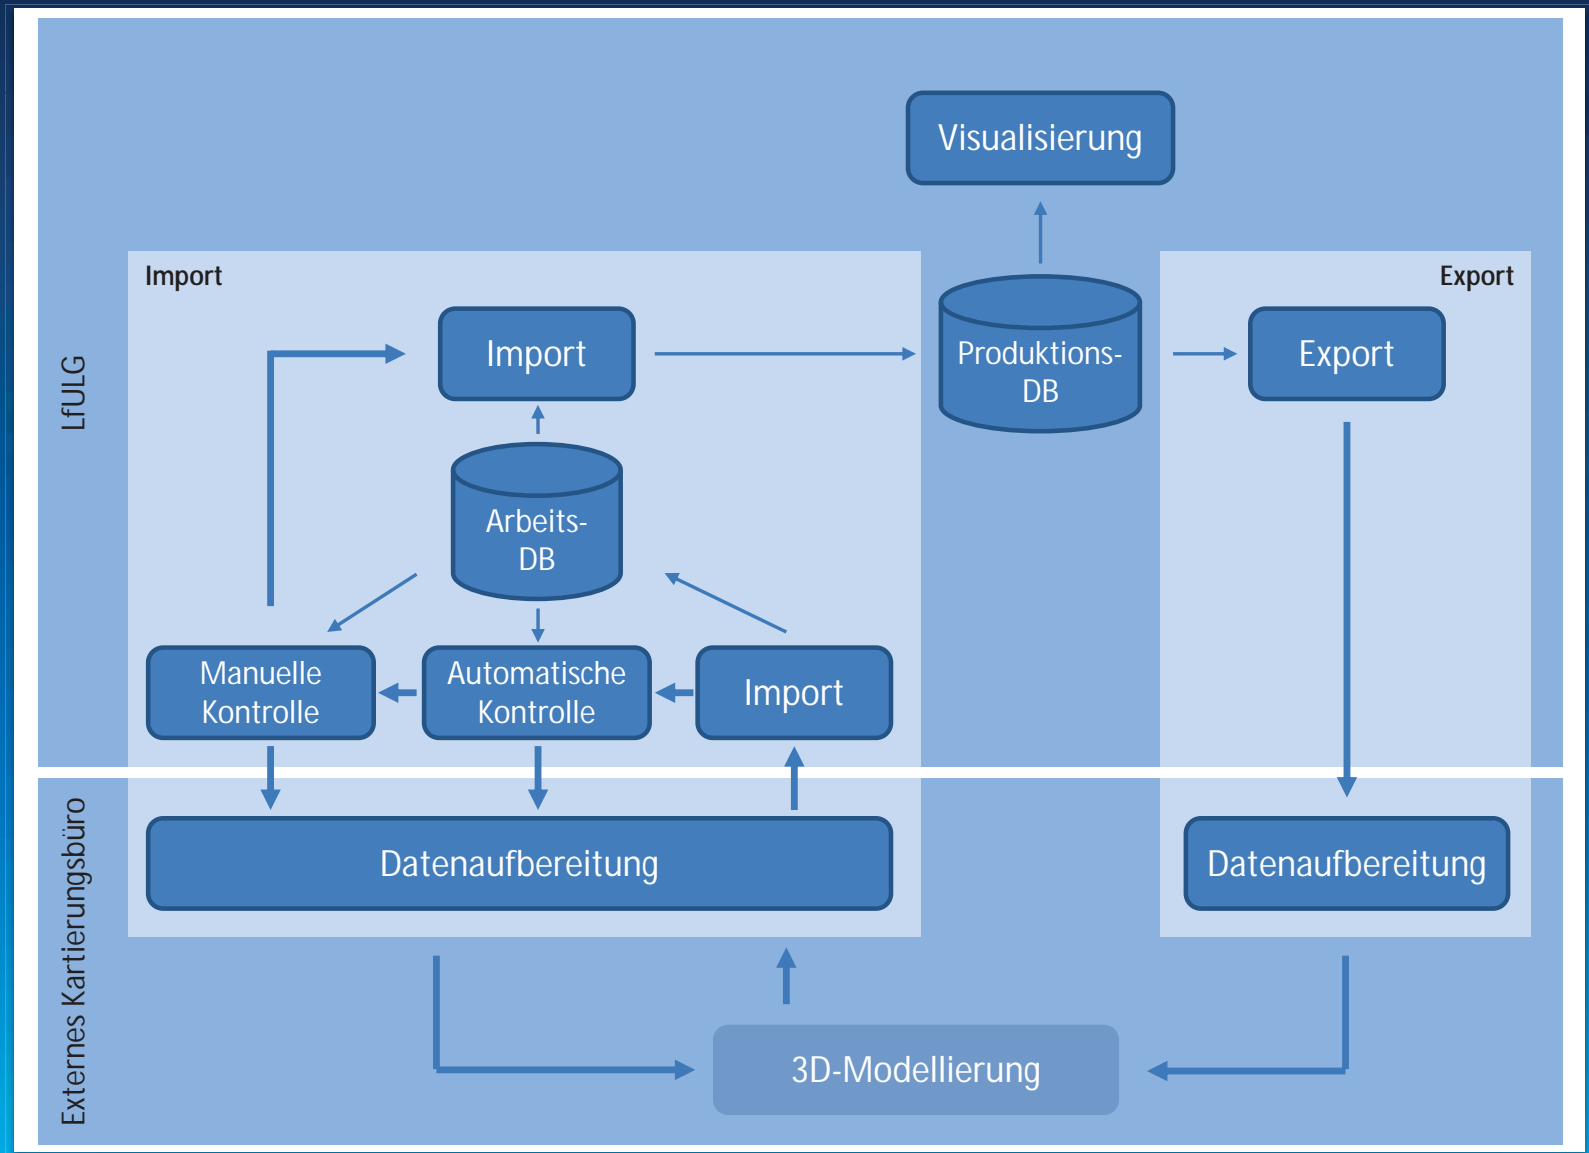 Visualisierung
Import
Export
LfULG
Import
Produktions-
DB
Export
Arbeits-
DB
Manuelle
Kontrolle
Automatische
Kontrolle
Import
Externes Kartierungsbüro
Datenaufbereitung
Datenaufbereitung
3D-Modellierung